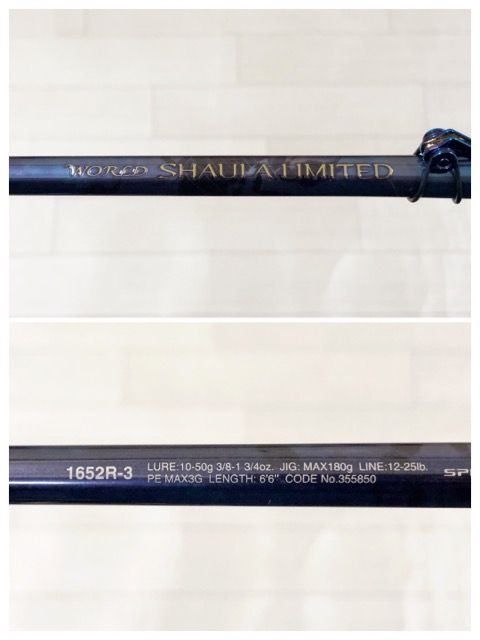 WORLD SHAULA LIMITED
1652R-3
LURE:10-50g 3/8-1 3/4oz. JIG: MAX180g LINE:12-25lb.
PE MAX3G LENGTH: 6'6" CODE No.355850